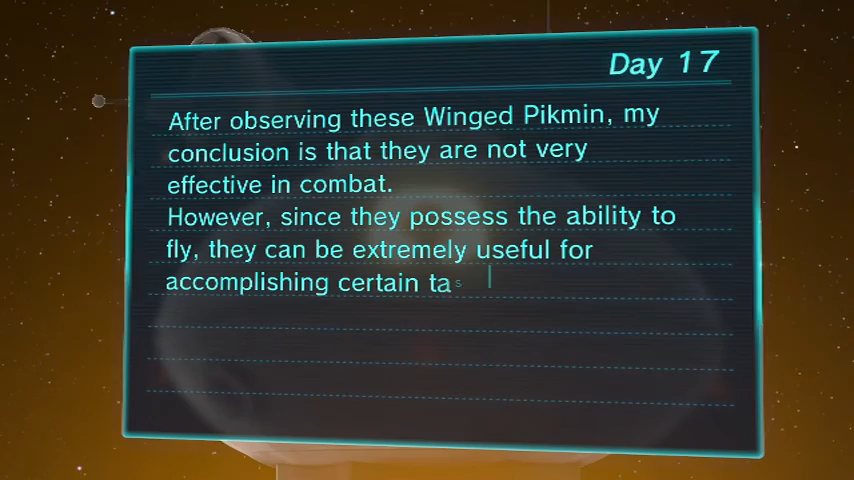 Day 17
After observing these Winged Pikmin, my
conclusion is that they are not very
effective in combat.
However, since they possess the ability to
fly, they can be extremely useful for
accomplishing certain tas